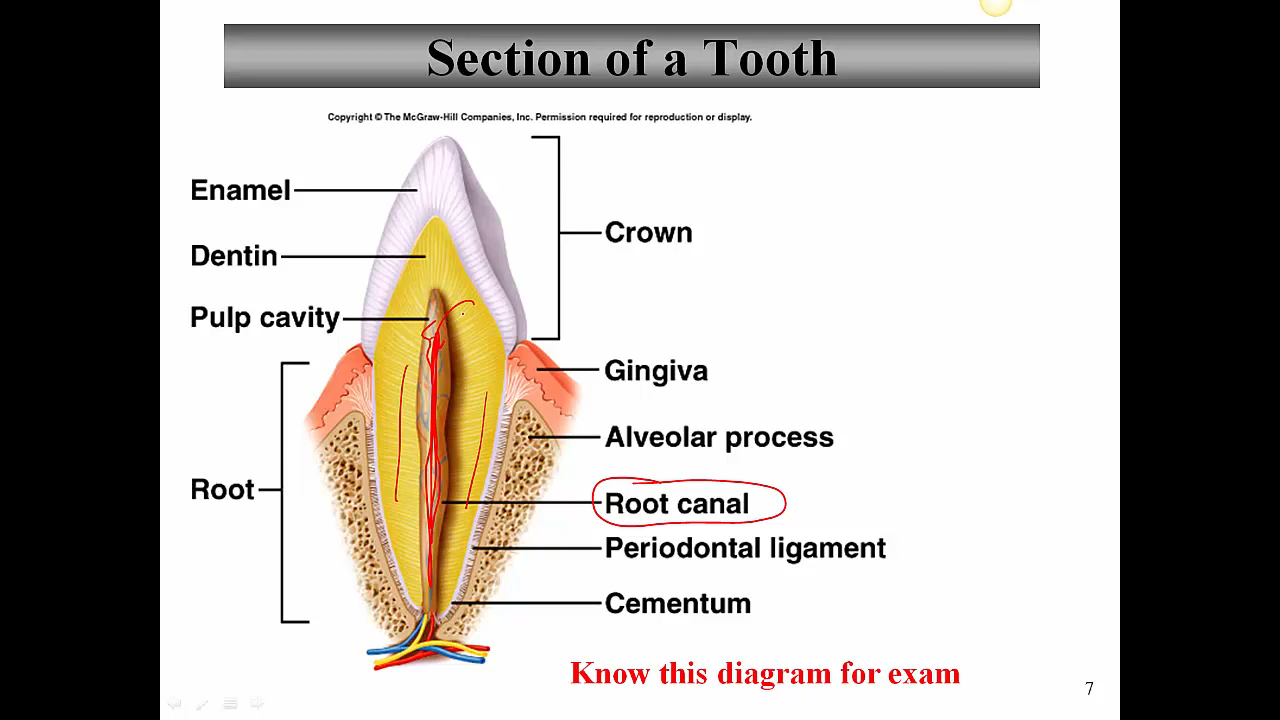 Section of a Tooth
Copyright © The McGraw-Hill Companies, Inc. Permission required for reproduction or display.
Enamel
Dentin
Pulp cavity
Root
Crown
Gingiva
Alveolar process
Root canal
Periodontal ligament
Cementum
Know this diagram for exam
7